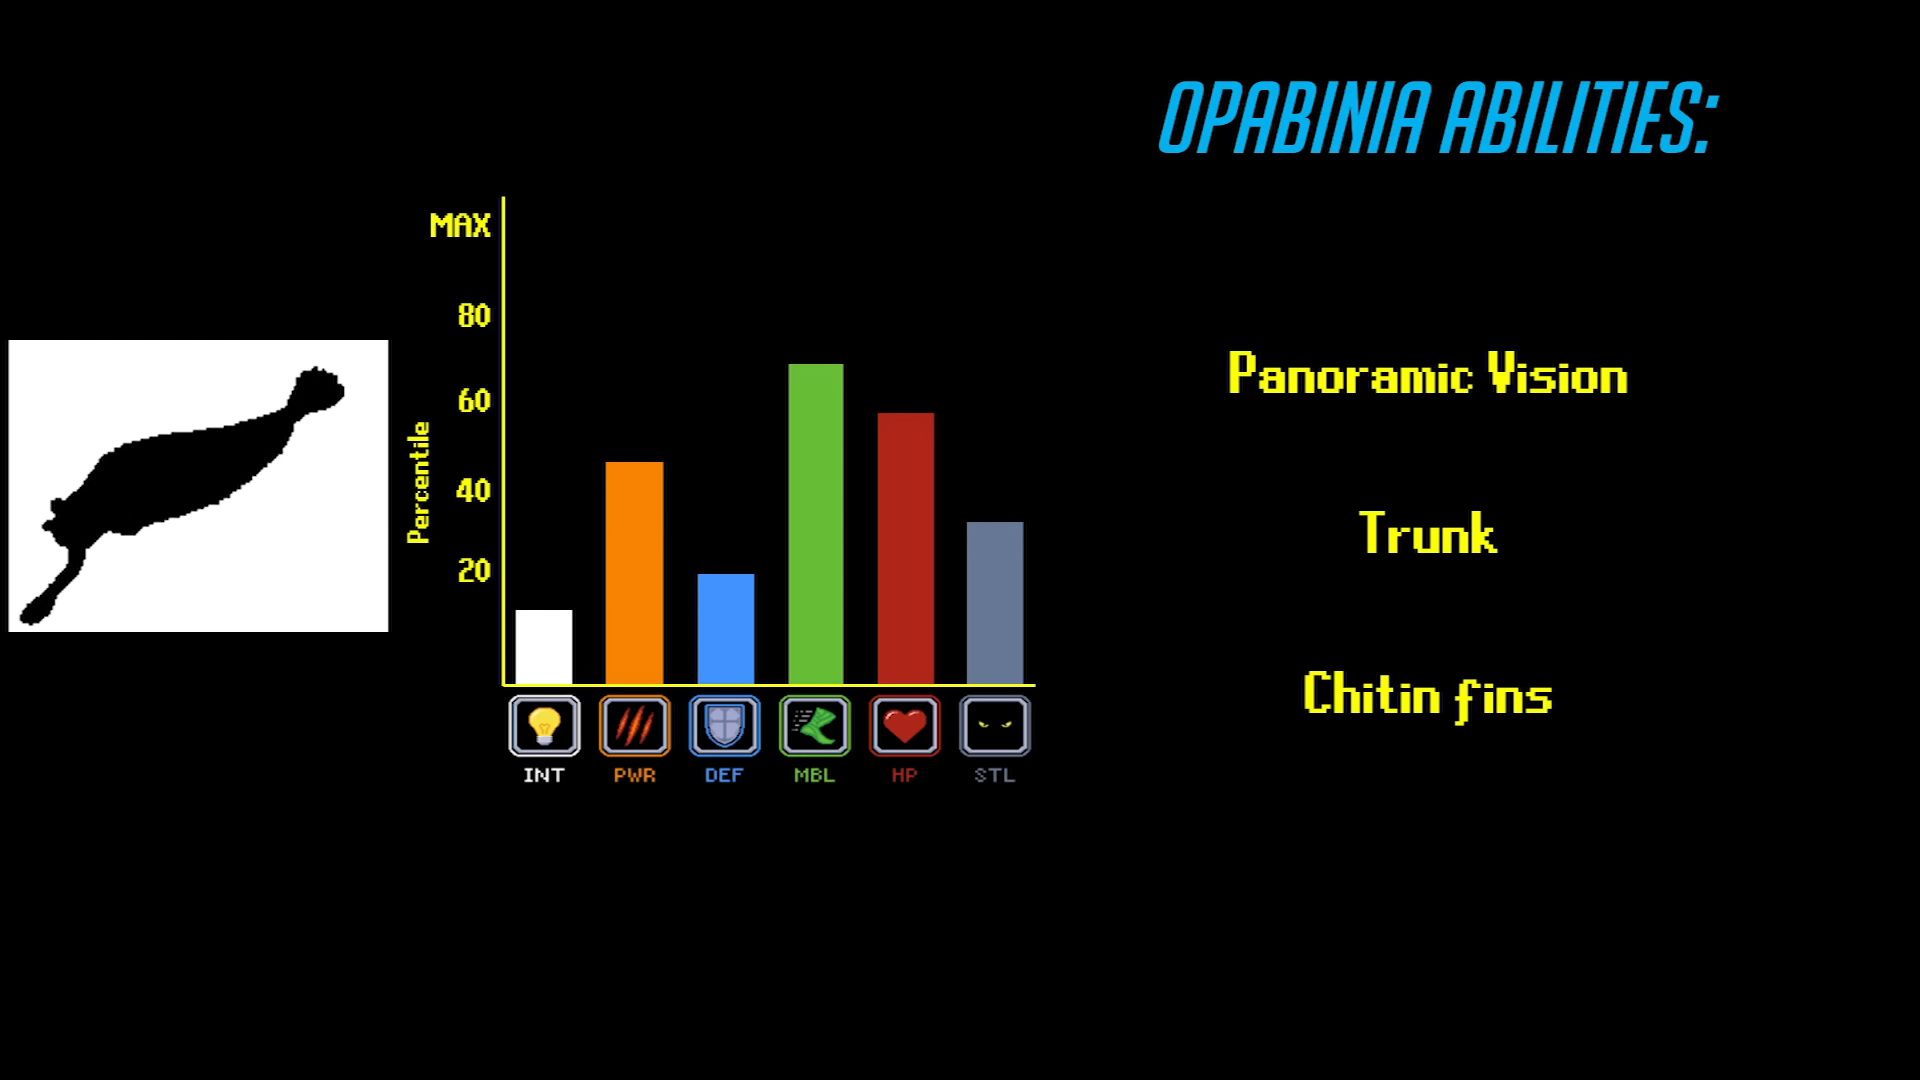 OPABINIA ABILITIES:
MAX
80
60
40
20
Percentile
INT PWR DEF MBL HP STL
Panoramic Vision
Trunk
Chitin fins